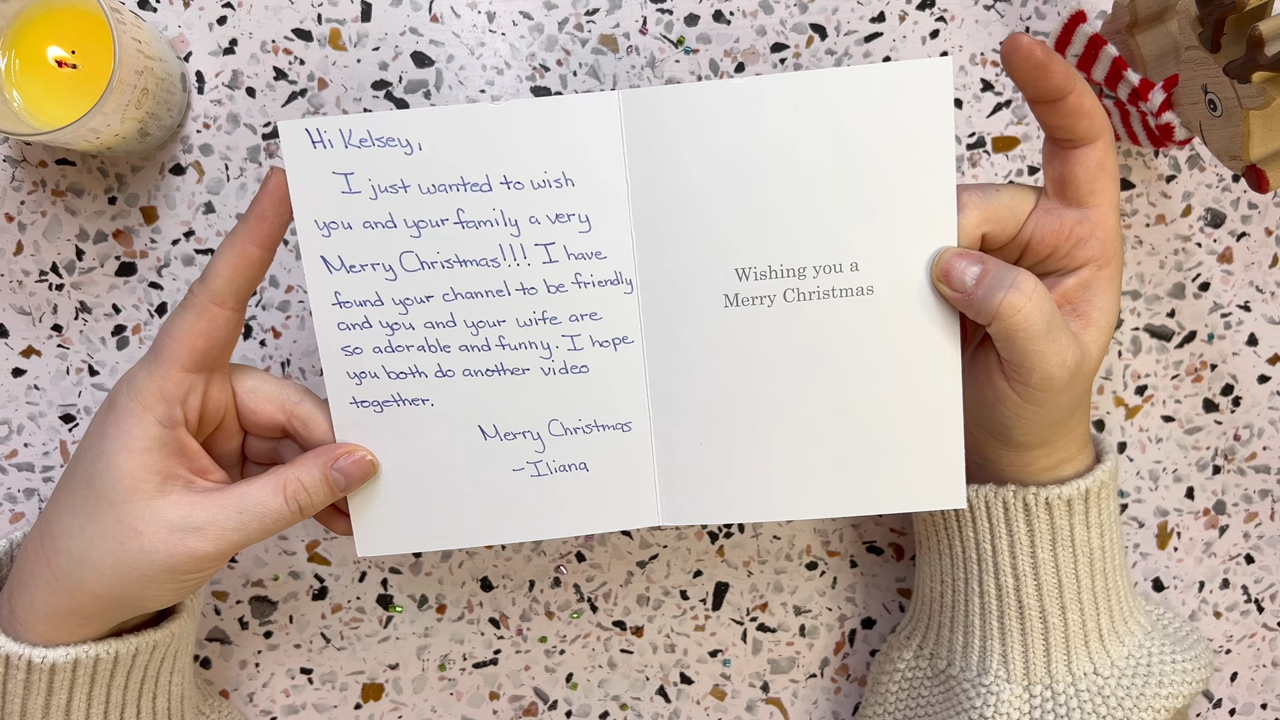 Hi Kelsey,
I just wanted to wish
you and your family a very
Merry Christmas!!! I have
found your channel to be friendly
and you and your wife are
so adorable and funny. I hope
you both do another video
together.
Merry Christmas
-Iliana
Wishing you a
Merry Christmas